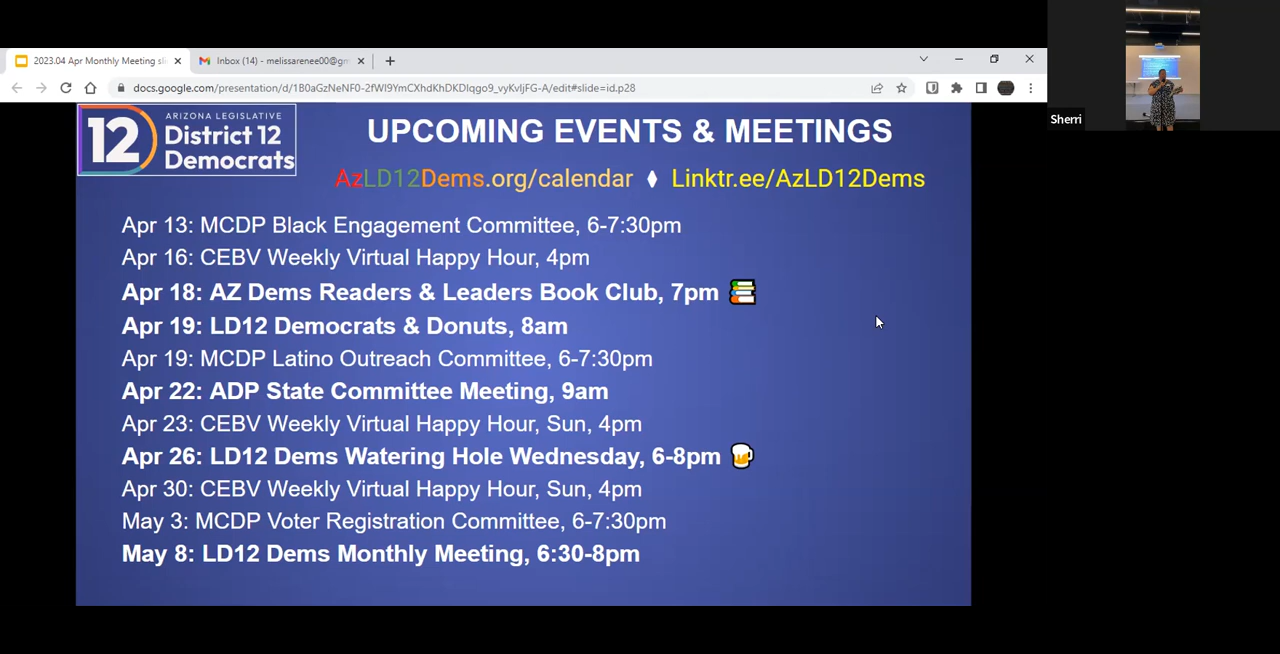 2023.04 Apr Monthly Meeting sli
Inbox (14) - melissarenee00@gm
docs.google.com/presentation/d/1B0aGzNeNF0-2fWI9YmCXhdKhDKDIqgo9_vyKvIjFG-A/edit#slide=id.p28
Sherri
12
ARIZONA LEGISLATIVE
District 12
Democrats
UPCOMING EVENTS & MEETINGS
AzLD12Dems.org/calendar ♦ Linktr.ee/AzLD12Dems
Apr 13: MCDP Black Engagement Committee, 6-7:30pm
Apr 16: CEBV Weekly Virtual Happy Hour, 4pm
Apr 18: AZ Dems Readers & Leaders Book Club, 7pm
Apr 19: LD12 Democrats & Donuts, 8am
Apr 19: MCDP Latino Outreach Committee, 6-7:30pm
Apr 22: ADP State Committee Meeting, 9am
Apr 23: CEBV Weekly Virtual Happy Hour, Sun, 4pm
Apr 26: LD12 Dems Watering Hole Wednesday, 6-8pm
Apr 30: CEBV Weekly Virtual Happy Hour, Sun, 4pm
May 3: MCDP Voter Registration Committee, 6-7:30pm
May 8: LD12 Dems Monthly Meeting, 6:30-8pm